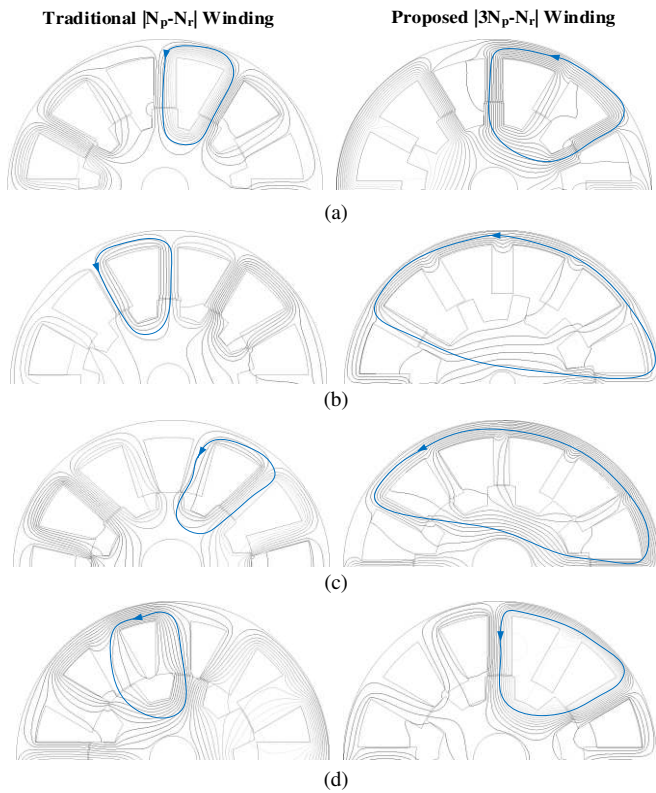 Traditional |Np-Nr| Winding
Proposed |3Np-Nr| Winding
(a)
(b)
(c)
(d)